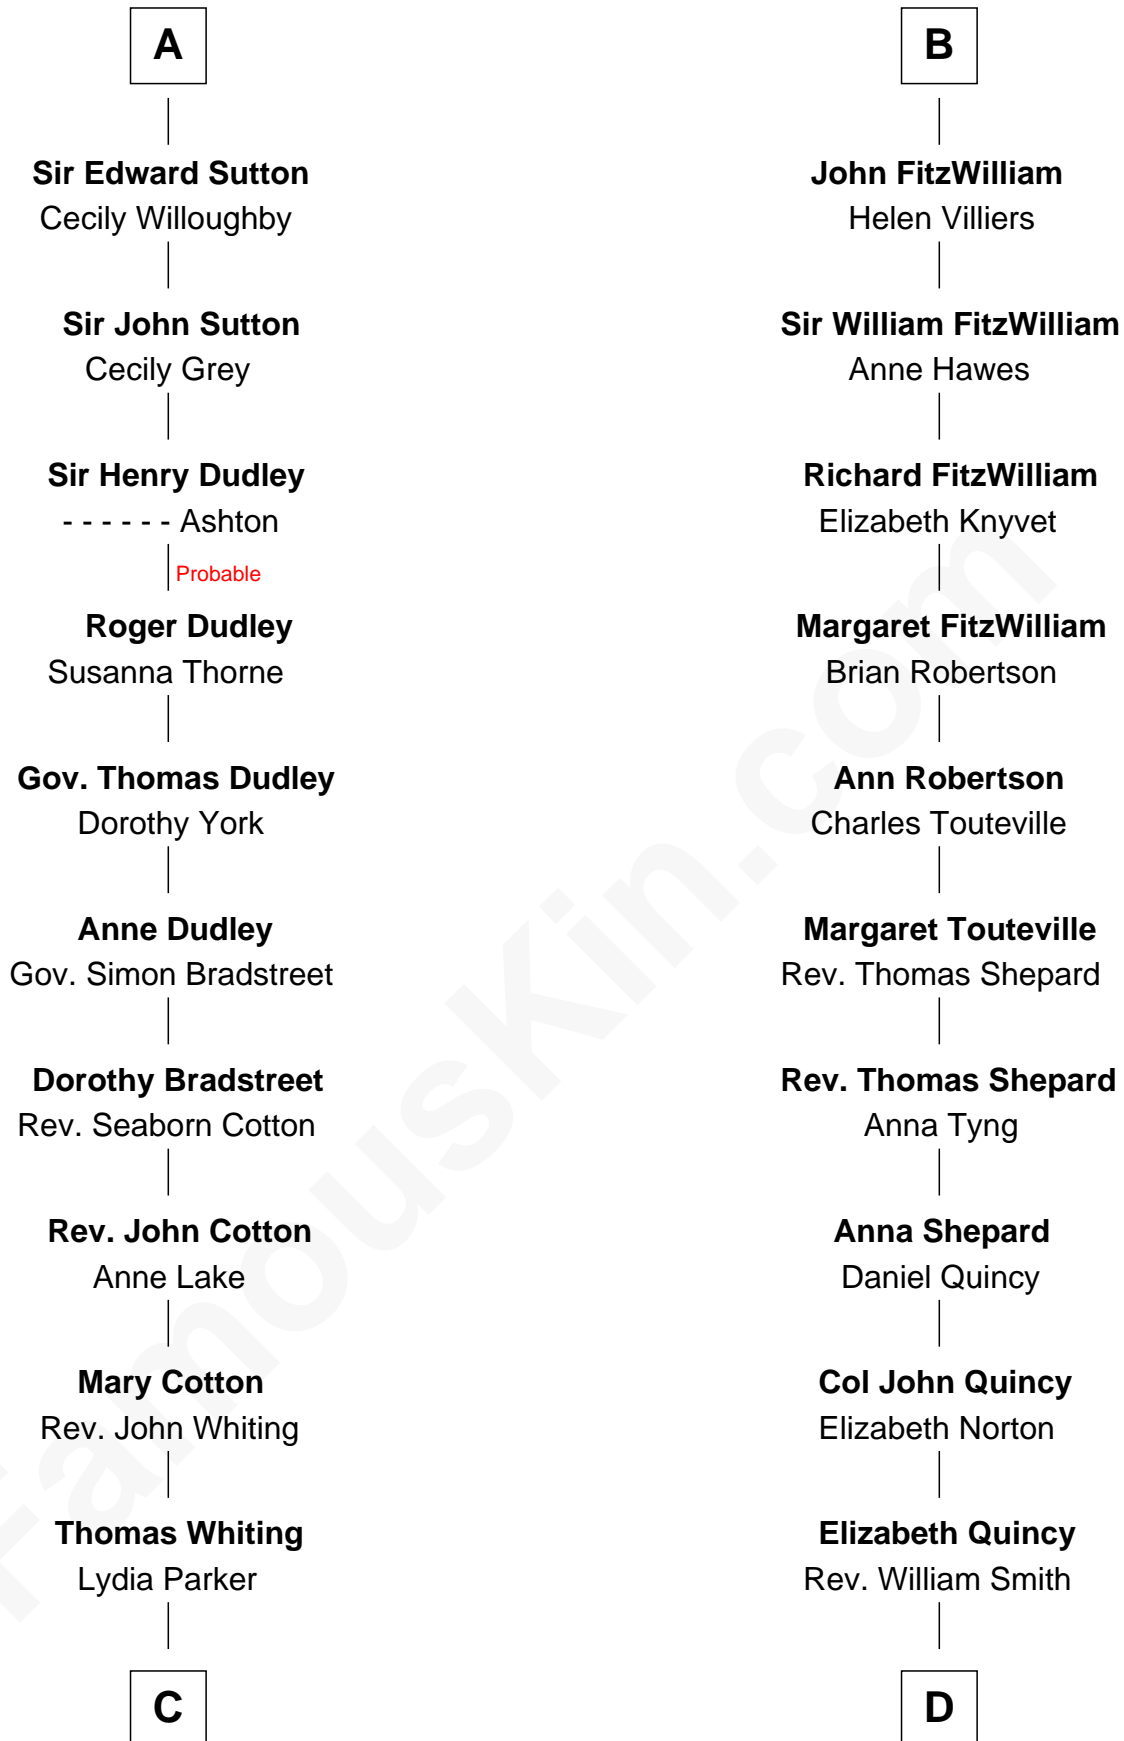 A
Sir Edward Sutton
Cecily Willoughby
Sir John Sutton
Cecily Grey
Sir Henry Dudley
- - - - - - Ashton
Probable
Roger Dudley
Susanna Thorne
Gov. Thomas Dudley
Dorothy York
Anne Dudley
Gov. Simon Bradstreet
Dorothy Bradstreet
Rev. Seaborn Cotton
Rev. John Cotton
Anne Lake
Mary Cotton
Rev. John Whiting
Thomas Whiting
Lydia Parker
C
B
John FitzWilliam
Helen Villiers
Sir William FitzWilliam
Anne Hawes
Richard FitzWilliam
Elizabeth Knyvet
Margaret FitzWilliam
Brian Robertson
Ann Robertson
Charles Touteville
Margaret Touteville
Rev. Thomas Shepard
Rev. Thomas Shepard
Anna Tyng
Anna Shepard
Daniel Quincy
Col John Quincy
Elizabeth Norton
Elizabeth Quincy
Rev. William Smith
D
FamousKin.com